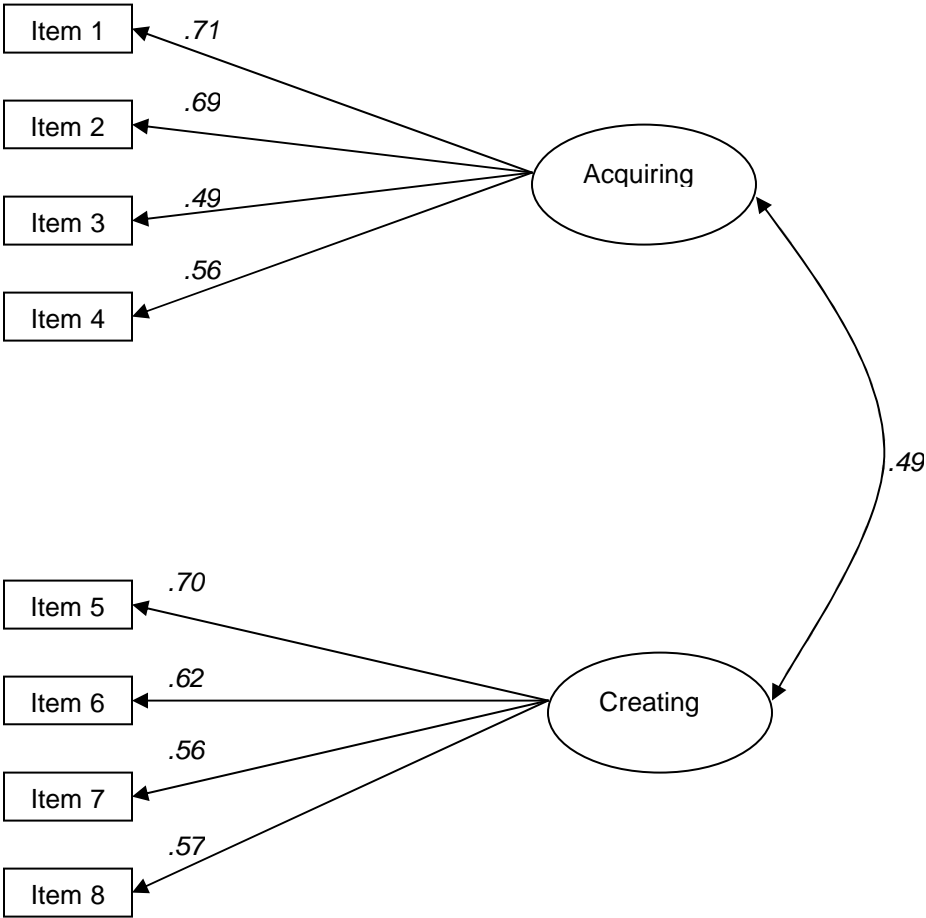 Item 1
.71
Item 2
.69
Item 3
.49
Item 4
.56
Acquiring
.49
Item 5
.70
Item 6
.62
Item 7
.56
Item 8
.57
Creating